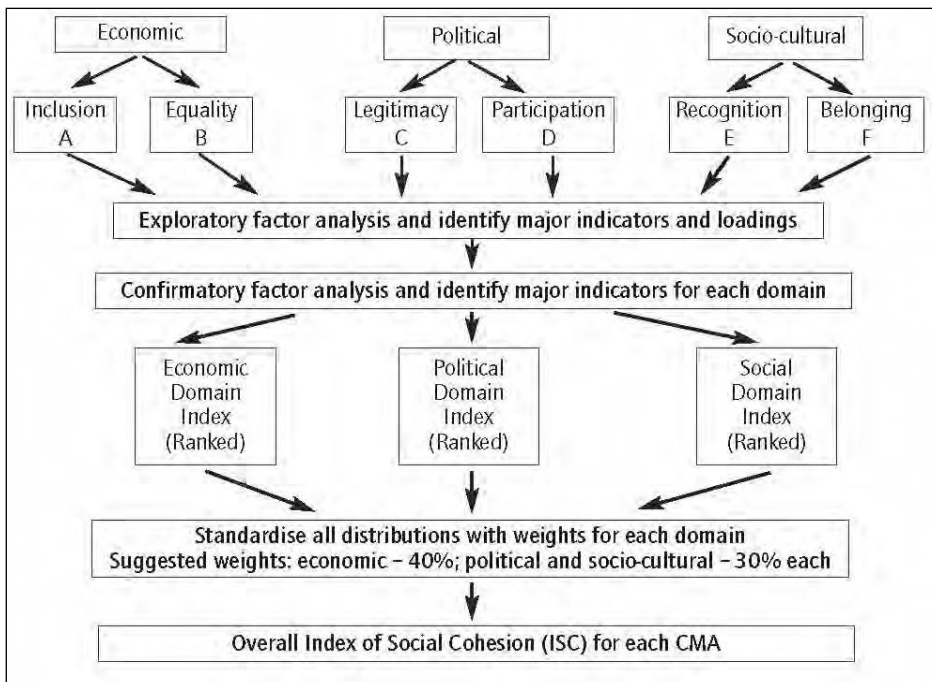 Economic
Political
Socio-cultural
Inclusion
A
Equality
B
Legitimacy
C
Participation
D
Recognition
E
Belonging
F
Exploratory factor analysis and identify major indicators and loadings
Confirmatory factor analysis and identify major indicators for each domain
Economic
Domain
Index
(Ranked)
Political
Domain
Index
(Ranked)
Social
Domain
Index
(Ranked)
Standardise all distributions with weights for each domain
Suggested weights: economic – 40%; political and socio-cultural – 30% each
Overall Index of Social Cohesion (ISC) for each CMA